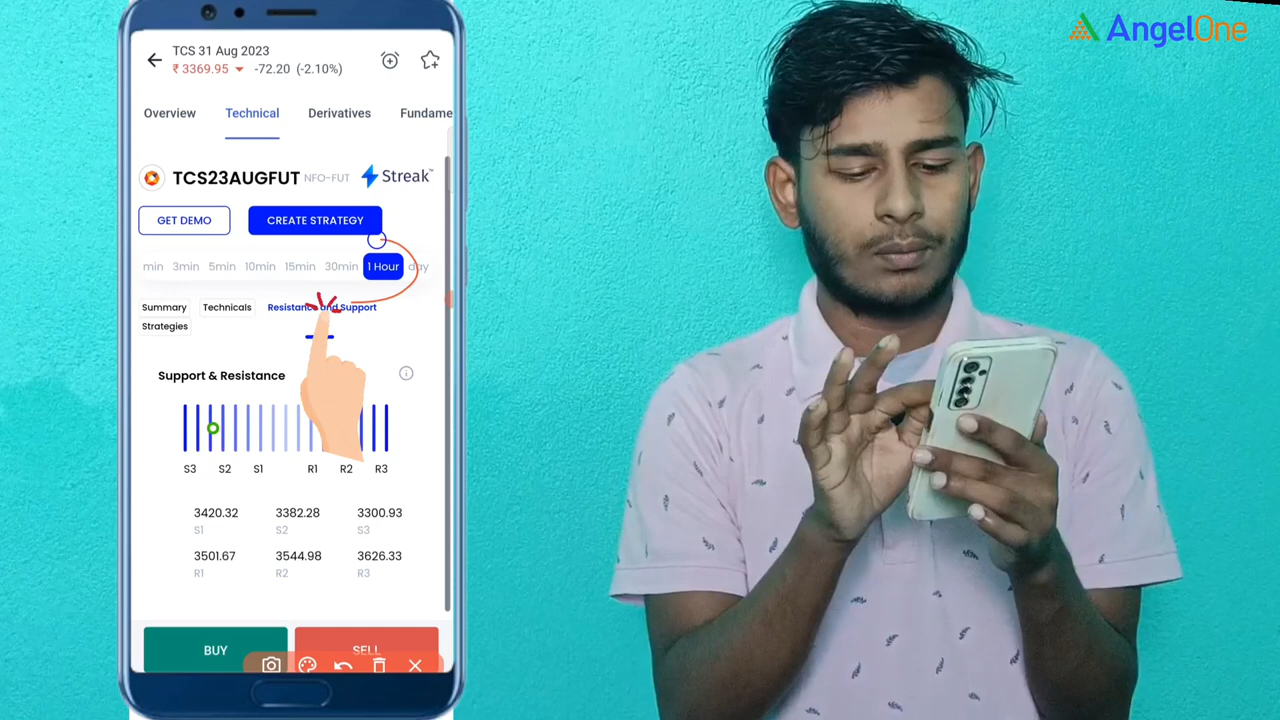 AngelOne
TCS 31 Aug 2023
₹ 3369.95 -72.20 (-2.10%)
Overview Technical Derivatives Fundame
TCS23AUGFUT NFO-FUT Streak™
GET DEMO CREATE STRATEGY
min 3min 5min 10min 15min 30min 1 Hour day
Summary Technicals Resistance and Support
Strategies
Support & Resistance
S3 S2 S1 R1 R2 R3
3420.32 3382.28 3300.93
S1 S2 S3
3501.67 3544.98 3626.33
R1 R2 R3
BUY SELL